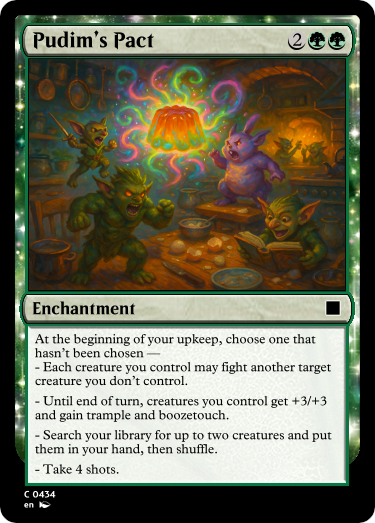 Pudim's Pact 2
Enchantment
At the beginning of your upkeep, choose one that
hasn't been chosen —
- Each creature you control may fight another target
creature you don't control.
- Until end of turn, creatures you control get +3/+3
and gain trample and boozetouch.
- Search your library for up to two creatures and put
them in your hand, then shuffle.
- Take 4 shots.
C 0434
en